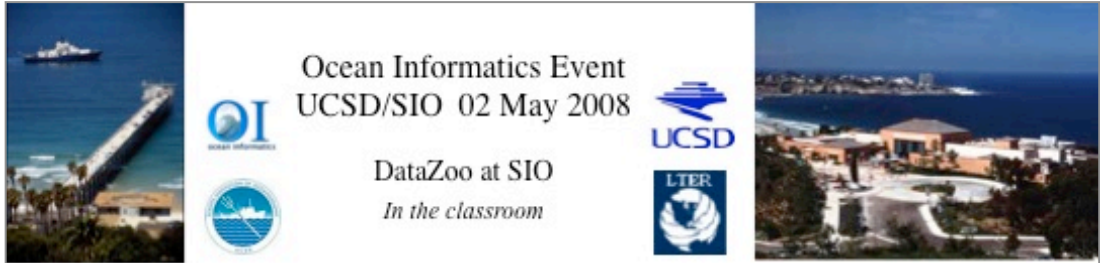 Ocean Informatics Event
UCSD/SIO 02 May 2008
DataZoo at SIO
In the classroom
OI
ocean informatics
UCSD
LTER